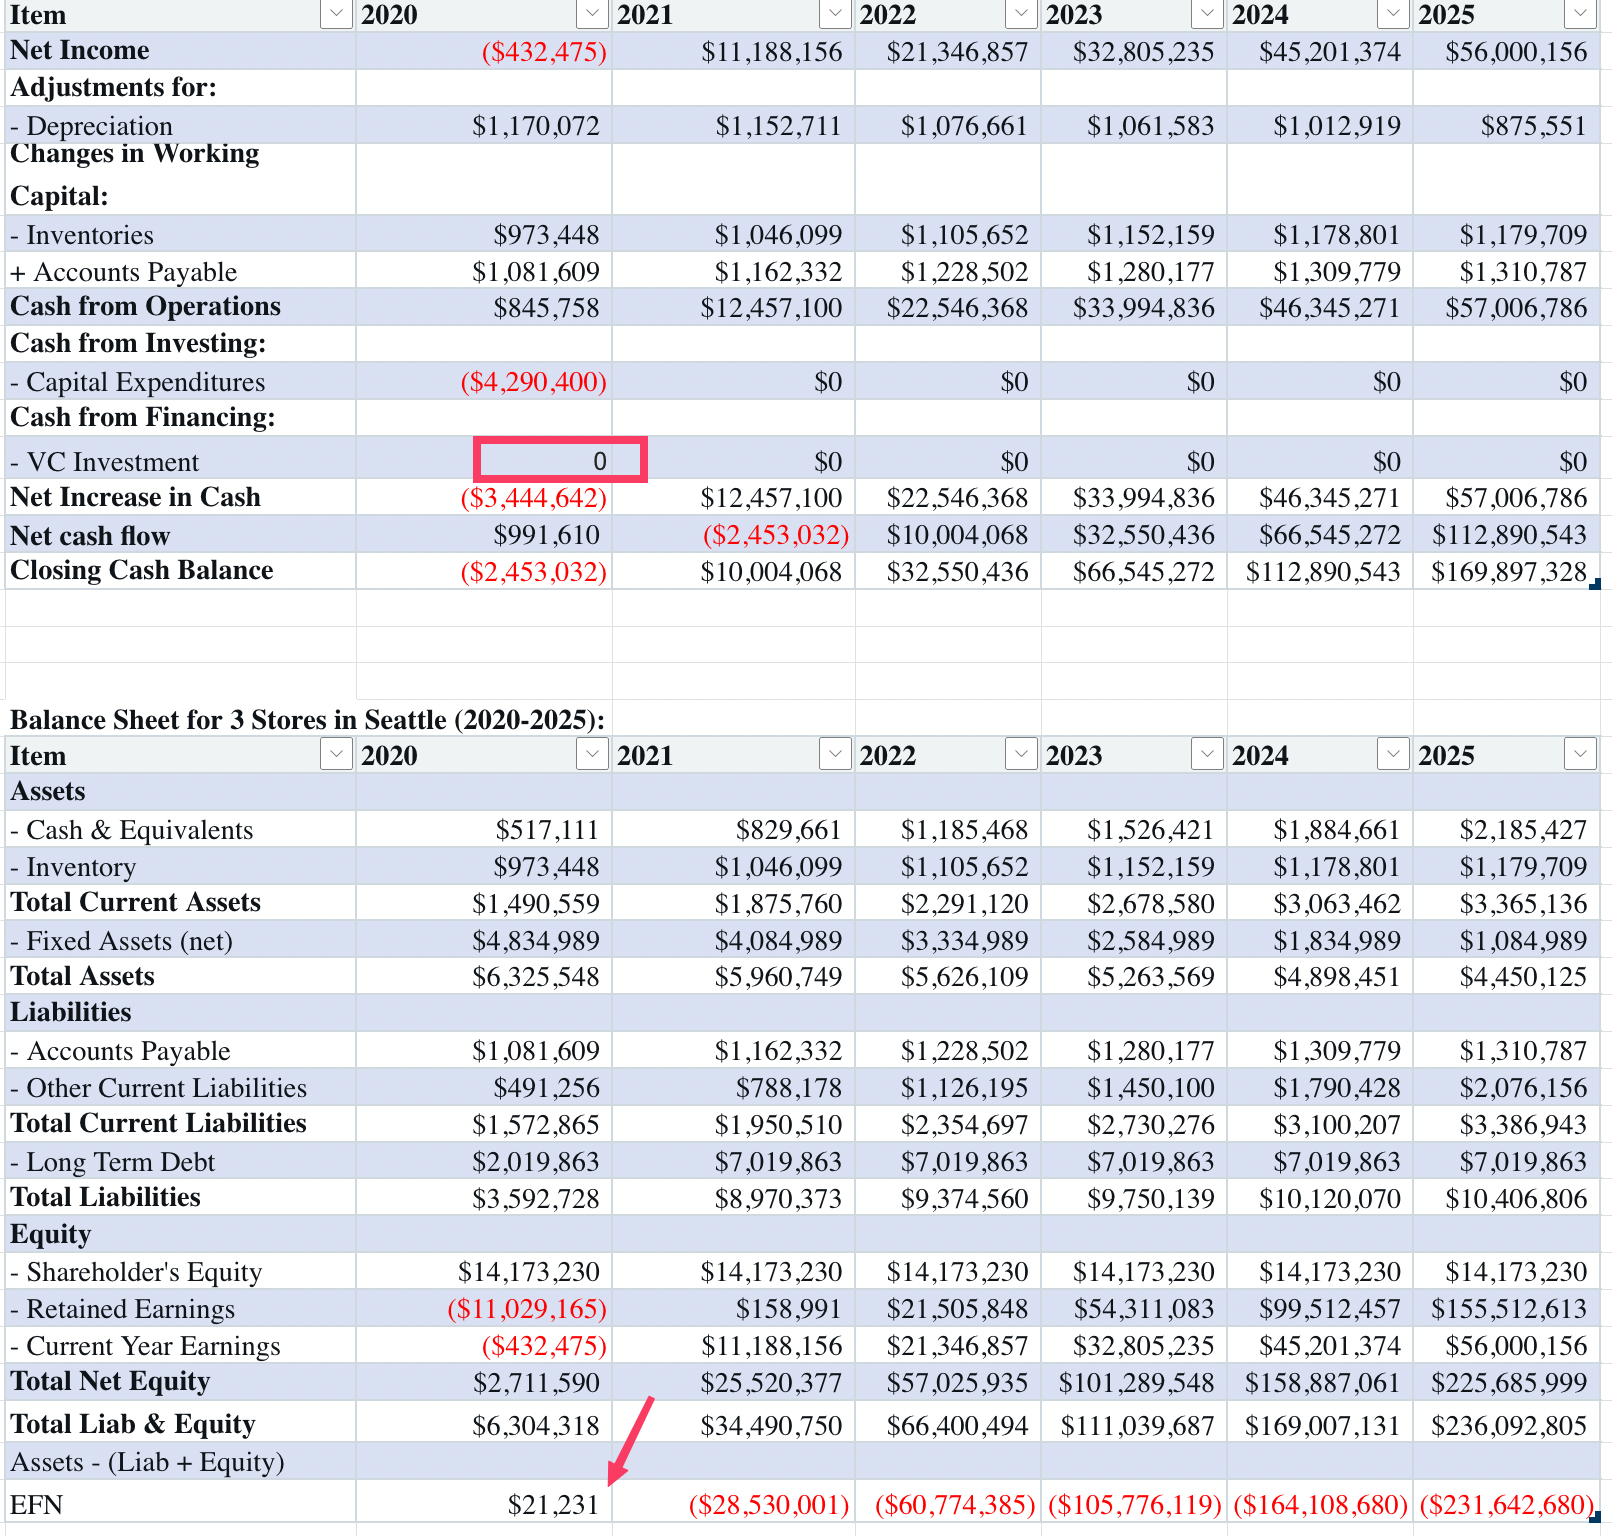 Item 2020 2021 2022 2023 2024 2025
Net Income ($432,475) $11,188,156 $21,346,857 $32,805,235 $45,201,374 $56,000,156
Adjustments for:
- Depreciation $1,170,072 $1,152,711 $1,076,661 $1,061,583 $1,012,919 $875,551
Changes in Working
Capital:
- Inventories $973,448 $1,046,099 $1,105,652 $1,152,159 $1,178,801 $1,179,709
+ Accounts Payable $1,081,609 $1,162,332 $1,228,502 $1,280,177 $1,309,779 $1,310,787
Cash from Operations $845,758 $12,457,100 $22,546,368 $33,994,836 $46,345,271 $57,006,786
Cash from Investing:
- Capital Expenditures ($4,290,400) $0 $0 $0 $0 $0
Cash from Financing:
- VC Investment 0 $0 $0 $0 $0 $0
Net Increase in Cash ($3,444,642) $12,457,100 $22,546,368 $33,994,836 $46,345,271 $57,006,786
Net cash flow $991,610 ($2,453,032) $10,004,068 $32,550,436 $66,545,272 $112,890,543
Closing Cash Balance ($2,453,032) $10,004,068 $32,550,436 $66,545,272 $112,890,543 $169,897,328
Balance Sheet for 3 Stores in Seattle (2020-2025):
Item 2020 2021 2022 2023 2024 2025
Assets
- Cash & Equivalents $517,111 $829,661 $1,185,468 $1,526,421 $1,884,661 $2,185,427
- Inventory $973,448 $1,046,099 $1,105,652 $1,152,159 $1,178,801 $1,179,709
Total Current Assets $1,490,559 $1,875,760 $2,291,120 $2,678,580 $3,063,462 $3,365,136
- Fixed Assets (net) $4,834,989 $4,084,989 $3,334,989 $2,584,989 $1,834,989 $1,084,989
Total Assets $6,325,548 $5,960,749 $5,626,109 $5,263,569 $4,898,451 $4,450,125
Liabilities
- Accounts Payable $1,081,609 $1,162,332 $1,228,502 $1,280,177 $1,309,779 $1,310,787
- Other Current Liabilities $491,256 $788,178 $1,126,195 $1,450,100 $1,790,428 $2,076,156
Total Current Liabilities $1,572,865 $1,950,510 $2,354,697 $2,730,276 $3,100,207 $3,386,943
- Long Term Debt $2,019,863 $7,019,863 $7,019,863 $7,019,863 $7,019,863 $7,019,863
Total Liabilities $3,592,728 $8,970,373 $9,374,560 $9,750,139 $10,120,070 $10,406,806
Equity
- Shareholder's Equity $14,173,230 $14,173,230 $14,173,230 $14,173,230 $14,173,230 $14,173,230
- Retained Earnings ($11,029,165) $158,991 $21,505,848 $54,311,083 $99,512,457 $155,512,613
- Current Year Earnings ($432,475) $11,188,156 $21,346,857 $32,805,235 $45,201,374 $56,000,156
Total Net Equity $2,711,590 $25,520,377 $57,025,935 $101,289,548 $158,887,061 $225,685,999
Total Liab & Equity $6,304,318 $34,490,750 $66,400,494 $111,039,687 $169,007,131 $236,092,805
Assets - (Liab + Equity)
EFN $21,231 ($28,530,001) ($60,774,385) ($105,776,119) ($164,108,680) ($231,642,680)